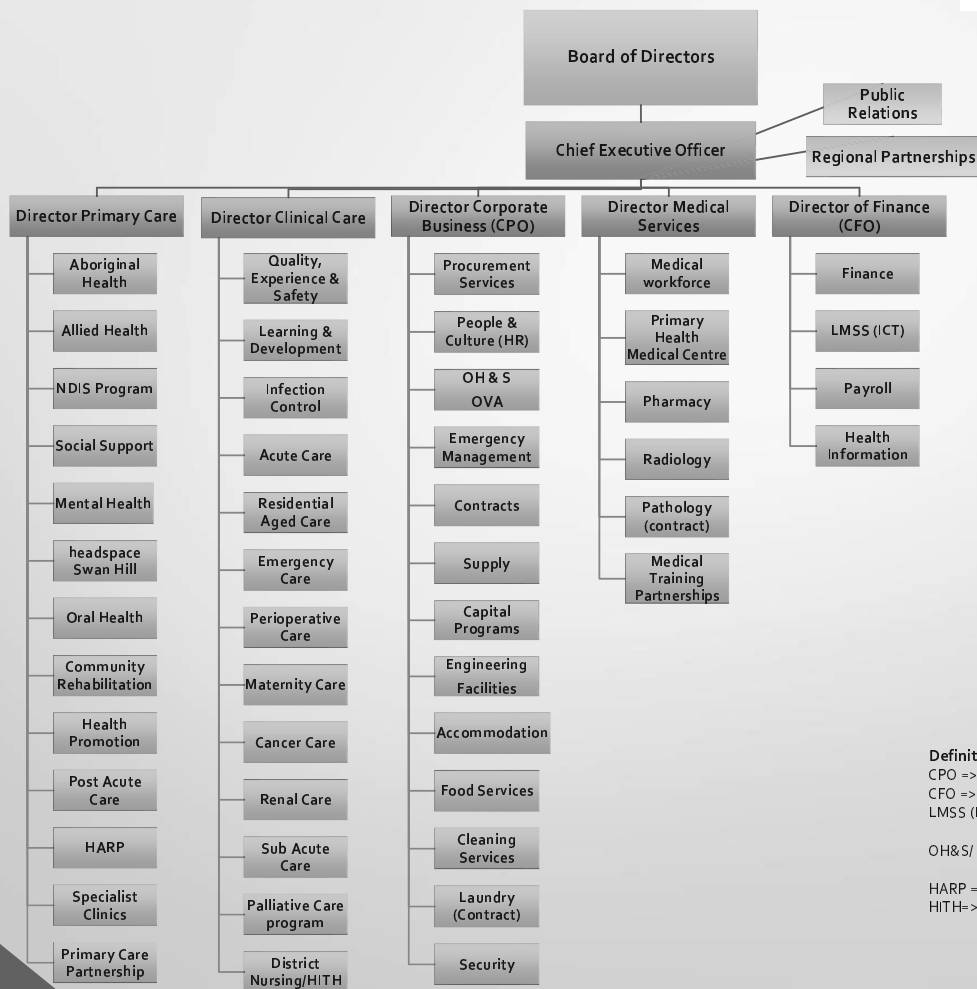 Board of Directors
Public
Relations
Chief Executive Officer
Regional Partnerships
Director Primary Care
Aboriginal
Health
Allied Health
NDIS Program
Social Support
Mental Health
headspace
Swan Hill
Oral Health
Community
Rehabilitation
Health
Promotion
Post Acute
Care
HARP
Specialist
Clinics
Primary Care
Partnership
Director Clinical Care
Quality,
Experience &
Safety
Learning &
Development
Infection
Control
Acute Care
Residential
Aged Care
Emergency
Care
Perioperative
Care
Maternity Care
Cancer Care
Renal Care
Sub Acute
Care
Palliative Care
program
District
Nursing/HITH
Director Corporate
Business (CPO)
Procurement
Services
People &
Culture (HR)
OH & S
OVA
Emergency
Management
Contracts
Supply
Capital
Programs
Engineering
Facilities
Accommodation
Food Services
Cleaning
Services
Laundry
(Contract)
Security
Director Medical
Services
Medical
workforce
Primary
Health
Medical Centre
Pharmacy
Radiology
Pathology
(contract)
Medical
Training
Partnerships
Director of Finance
(CFO)
Finance
LMSS (ICT)
Payroll
Health
Information
CPO =>
CFO =>
LMSS
OH&S/
HARP =
HITH=>